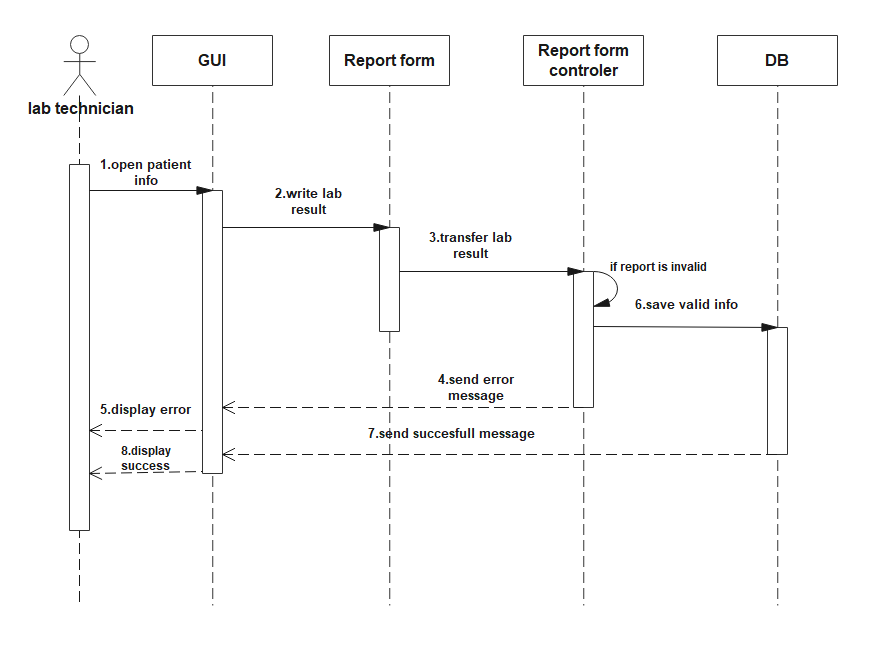 GUI
Report form
Report form
controler
DB
lab technician
1.open patient
info
2.write lab
result
3.transfer lab
result
if report is invalid
6.save valid info
4.send error
message
5.display error
7.send succesfull message
8.display
success